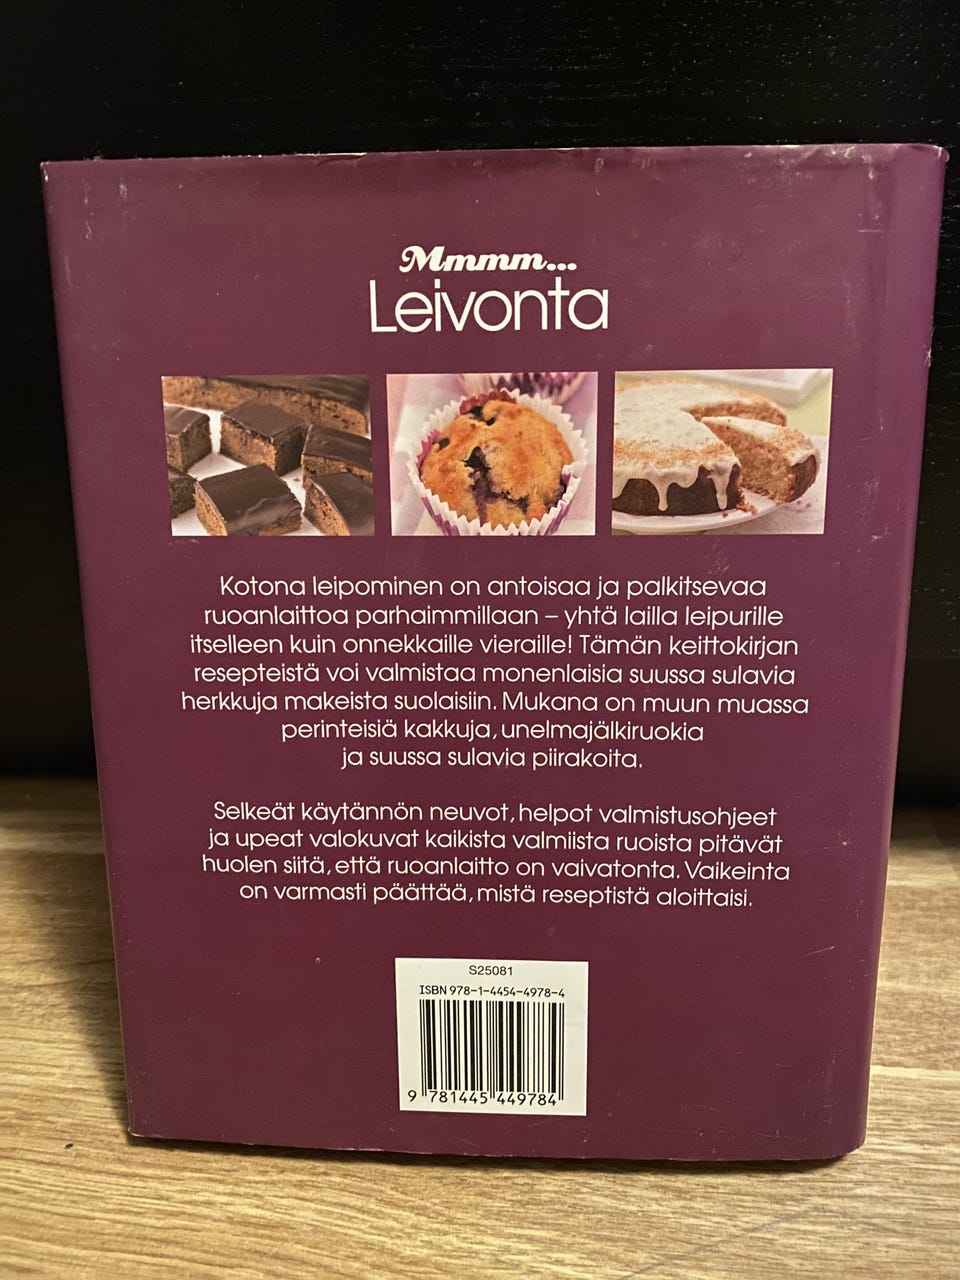 Mmmm...
Leivonta
Kotona leipominen on antoisaa ja palkitsevaa
ruoanlaittoa parhaimmillaan – yhtä lailla leipurille
itselleen kuin onnekkaille vieraille! Tämän keittokirjan
resepteistä voi valmistaa monenlaisia suussa sulavia
herkkuja makeista suolaisiin. Mukana on muun muassa
perinteisiä kakkuja, unelmajälkiruokia
ja suussa sulavia piirakoita.
Selkeät käytännön neuvot, helpot valmistusohjeet
ja upeat valokuvat kaikista valmiista ruoista pitävät
huolen siitä, että ruoanlaitto on vaivatonta. Vaikeinta
on varmasti päättää, mistä reseptistä aloittaisi.
S25081
ISBN 978-1-4454-4978-4
9 781445 449784